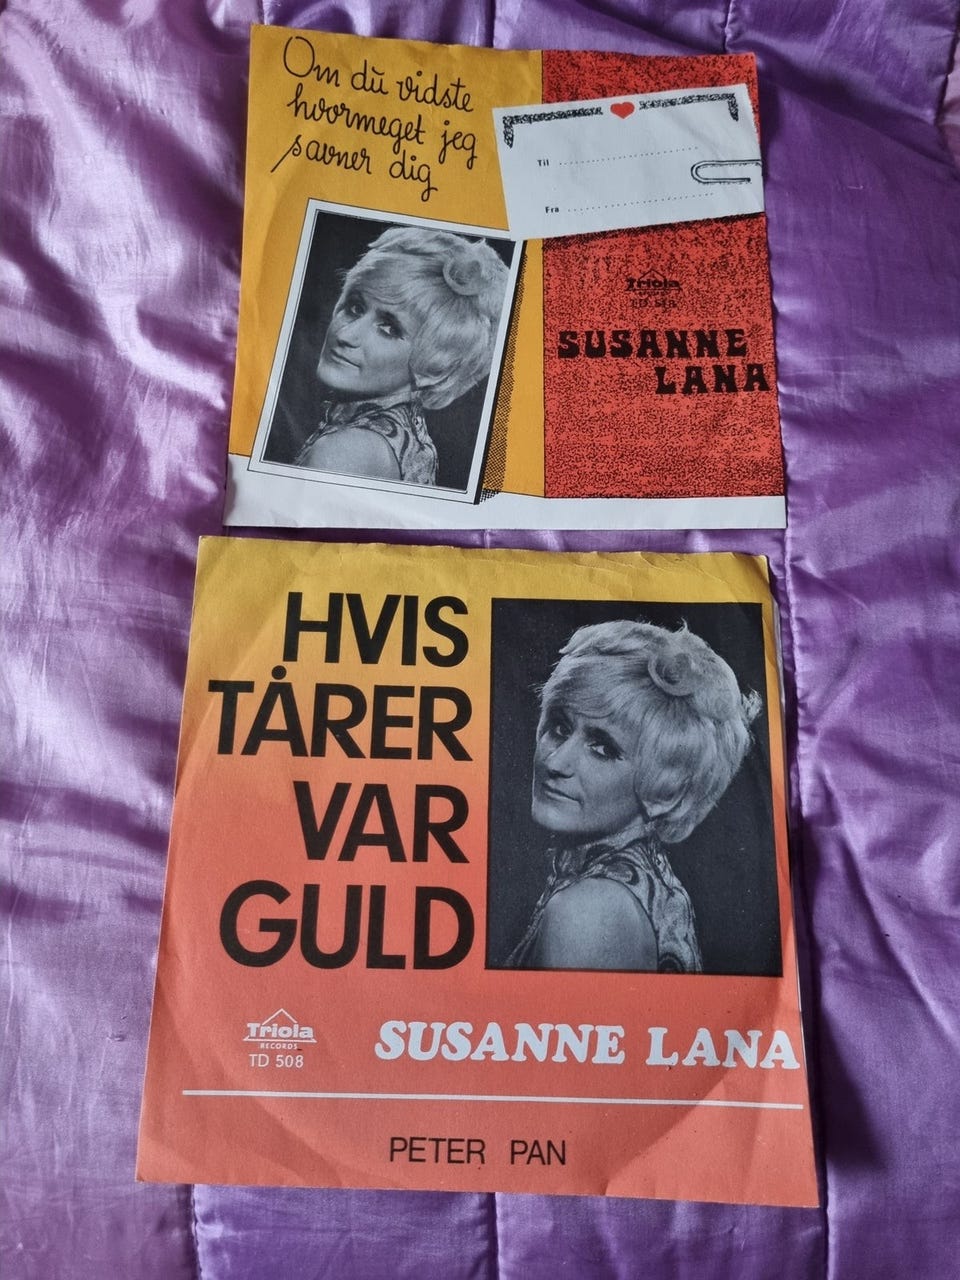 Om dù vidste
hvormeget jeg
savner dig
Til
Fra
Triola
SUSANNE
LANA
HVIS
TÅRER
VAR
GULD
Triola
RECORDS
TD 508
SUSANNE LANA
PETER PAN